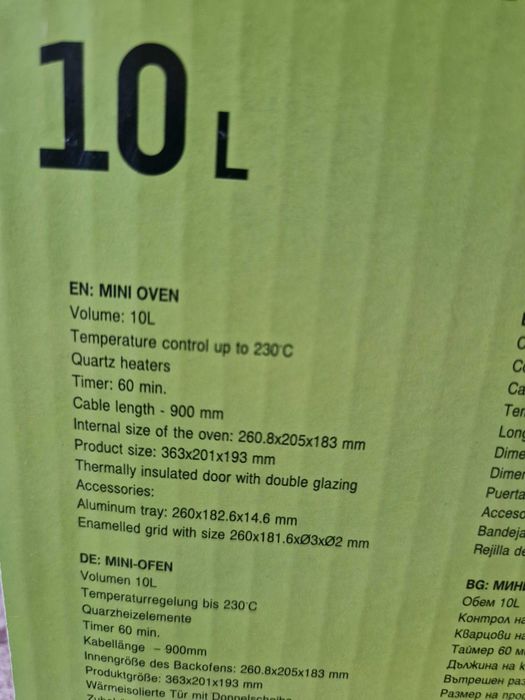 10 L
EN: MINI OVEN
Volume: 10L
Temperature control up to 230°C
Quartz heaters
Timer: 60 min.
Cable length - 900 mm
Internal size of the oven: 260.8x205x183 mm
Product size: 363x201x193 mm
Thermally insulated door with double glazing
Accessories:
Aluminum tray: 260x182.6x14.6 mm
Enamelled grid with size 260x181.6xØ3xØ2 mm
DE: MINI-OFEN
Volumen 10L
Temperaturregelung bis 230°C
Quarzheizelemente
Timer 60 min.
Kabellänge – 900mm
Innengröße des Backofens: 260.8x205x183 mm
Produktgröße: 363x201x193 mm
Wärmeisolierte Tür mit Doppelscheibe
Long
Dime
Dimer
Puerta
Acceso
Bandeja
Rejilla de
BG: МИНИ
Обем 10L
Контрол на
Кварцови на
Таймер 60 м
Дължина на к
Вътрешен раз
Размер на про